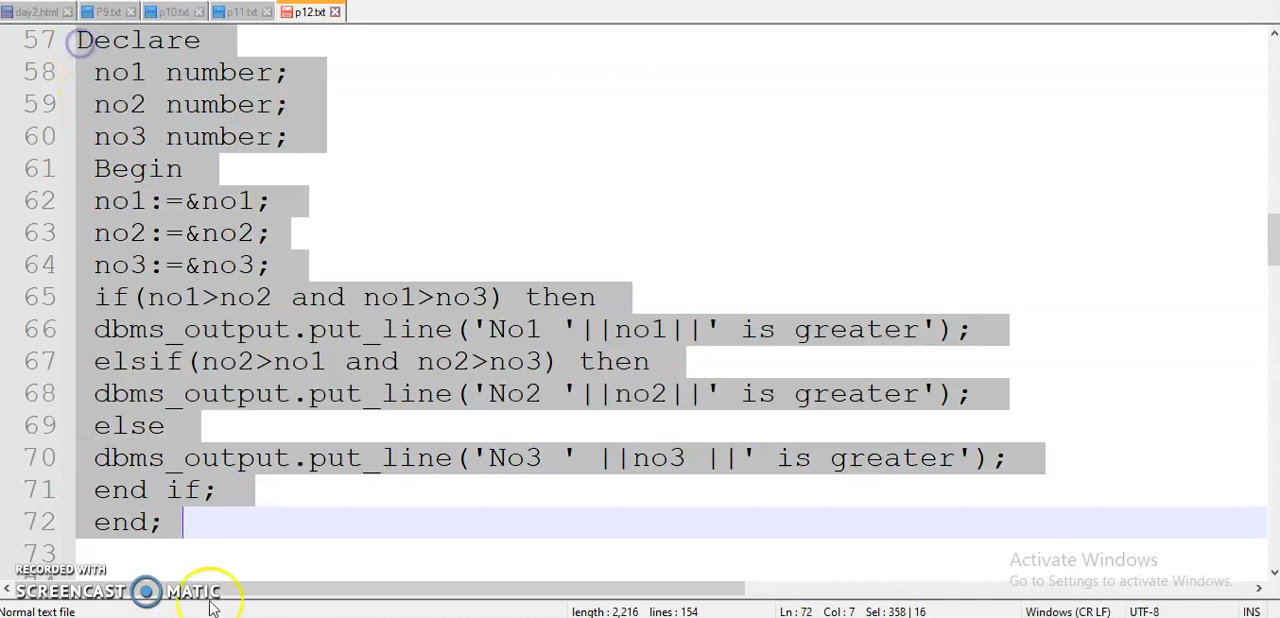 day2.html P9.txt p10.txt p11.txt p12.txt
57 Declare
58 no1 number;
59 no2 number;
60 no3 number;
61 Begin
62 no1:=&no1;
63 no2:=&no2;
64 no3:=&no3;
65 if(no1>no2 and no1>no3) then
66 dbms_output.put_line('No1 '||no1||' is greater');
67 elsif(no2>no1 and no2>no3) then
68 dbms_output.put_line('No2 '||no2||' is greater');
69 else
70 dbms_output.put_line('No3 ' ||no3 ||' is greater');
71 end if;
72 end;
73
Activate Windows
Go to Settings to activate Windows.
RECORDED WITH
SCREENCAST MATIC
Normal text file length : 2,216 lines : 154 Ln : 72 Col : 7 Sel : 358 | 16 Windows (CR LF) UTF-8 INS